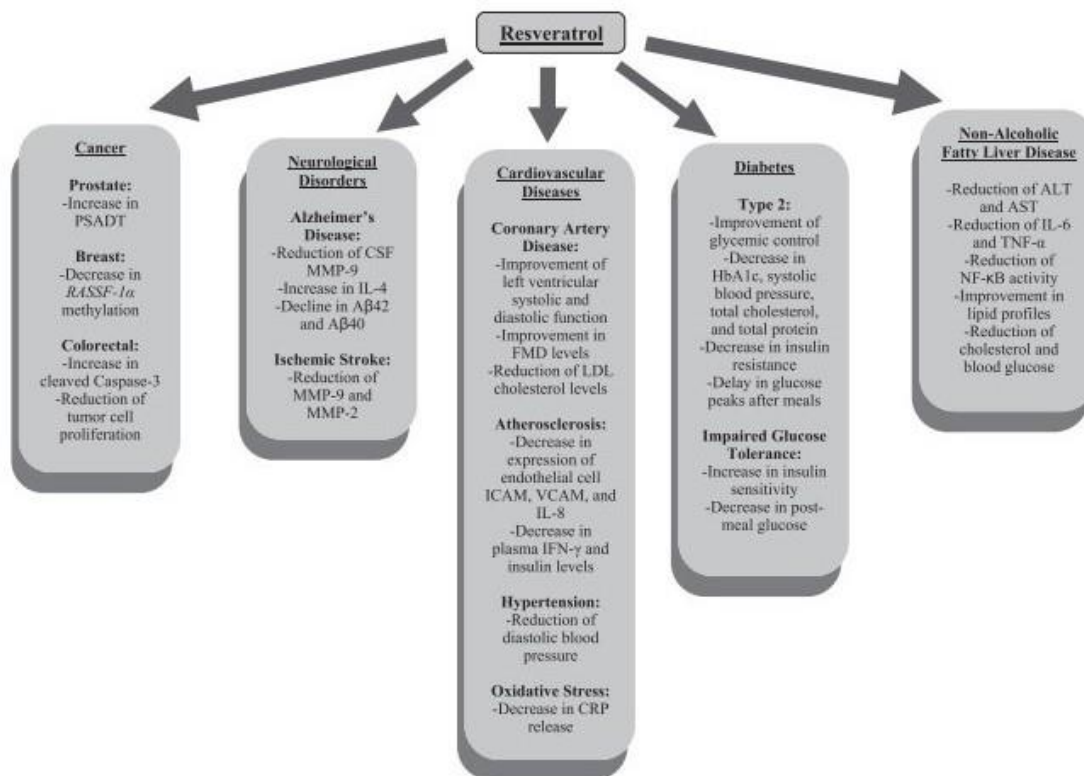 Resveratrol
Cancer
Prostate:
-Increase in
PSADT
Breast:
-Decrease in
RASSF-1α
methylation
Colorectal:
-Increase in
cleaved Caspase-3
-Reduction of
tumor cell
proliferation
Neurological
Disorders
Alzheimer's
Disease:
-Reduction of CSF
MMP-9
-Increase in IL-4
-Decline in Aβ42
and Aβ40
Ischemic Stroke:
-Reduction of
MMP-9 and
MMP-2
Cardiovascular
Diseases
Coronary Artery
Disease:
-Improvement of
left ventricular
systolic and
diastolic function
-Improvement in
FMD levels
-Reduction of LDL
cholesterol levels
Atherosclerosis:
-Decrease in
expression of
endothelial cell
ICAM, VCAM, and
IL-8
-Decrease in
plasma IFN-γ and
insulin levels
Hypertension:
-Reduction of
diastolic blood
pressure
Oxidative Stress:
-Decrease in CRP
release
Diabetes
Type 2:
-Improvement of
glycemic control
-Decrease in
HbA1c, systolic
blood pressure,
total cholesterol,
and total protein
-Decrease in insulin
resistance
-Delay in glucose
peaks after meals
Impaired Glucose
Tolerance:
-Increase in insulin
sensitivity
-Decrease in post-
meal glucose
Non-Alcoholic
Fatty Liver Disease
-Reduction of ALT
and AST
-Reduction of IL-6
and TNF-α
-Reduction of
NF-κB activity
-Improvement in
lipid profiles
-Reduction of
cholesterol and
blood glucose